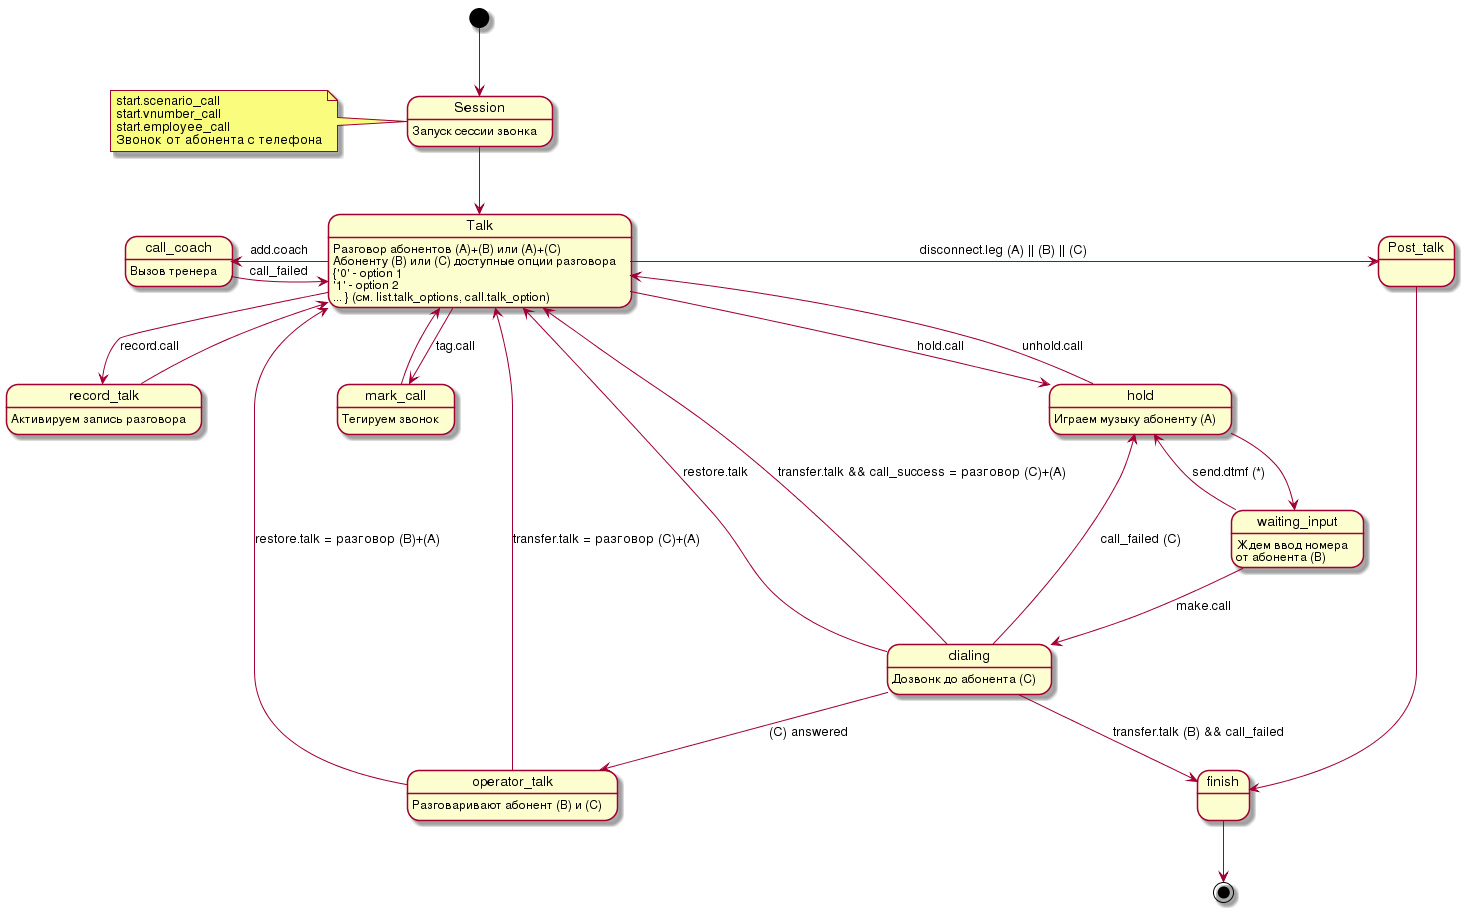 start.scenario_call
start.vnumber_call
start.employee_call
Звонок от абонента с телефона
Session
Запуск сессии звонка
Talk
Разговор абонентов (A)+(B) или (A)+(C)
Абоненту (B) или (C) доступные опции разговора
{'0' - option 1
'1' - option 2
... } (см. list.talk_options, call.talk_option)
call_coach
Вызов тренера
add.coach
call_failed
disconnect.leg (A) || (B) || (C)
Post_talk
record.call
tag.call
hold.call
unhold.call
record_talk
Активируем запись разговора
mark_call
Тегируем звонок
hold
Играем музыку абоненту (A)
restore.talk
transfer.talk && call_success = разговор (C)+(A)
send.dtmf (*)
waiting_input
Ждем ввод номера
от абонента (B)
restore.talk = разговор (B)+(A)
transfer.talk = разговор (C)+(A)
call_failed (C)
make.call
dialing
Дозвонк до абонента (C)
(C) answered
transfer.talk (B) && call_failed
operator_talk
Разговаривают абонент (B) и (C)
finish